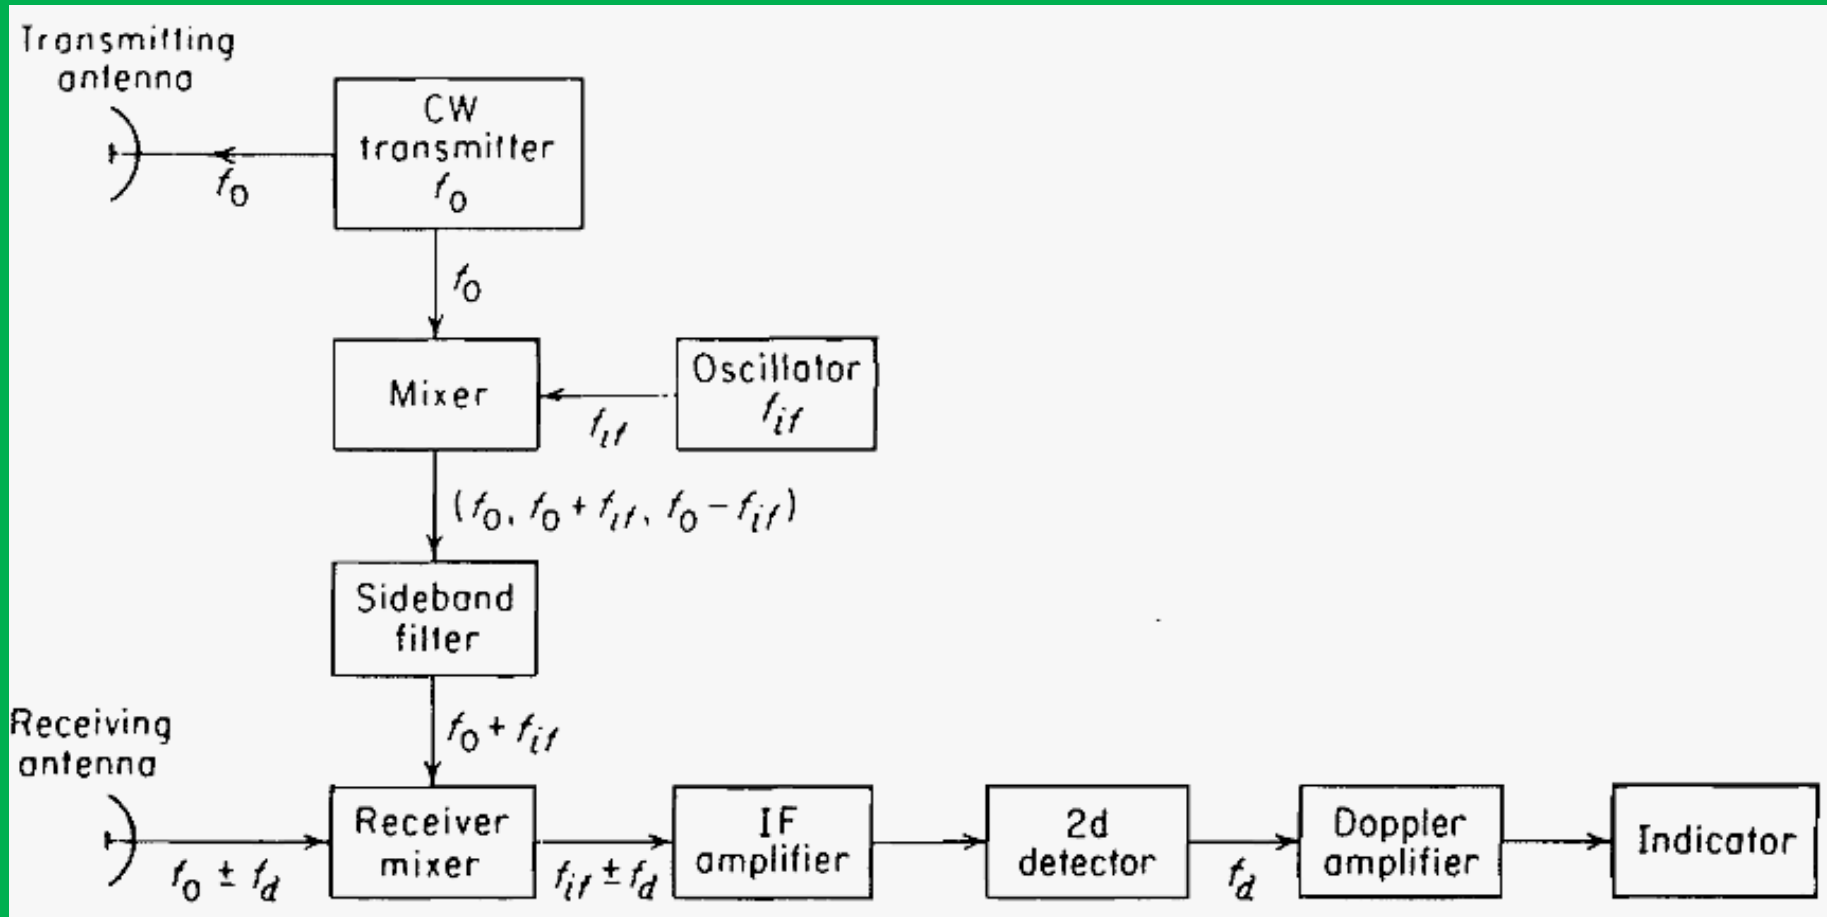 Transmitting
antenna
CW
transmitter
f0
f0
f0
Mixer
Oscillator
fif
fif
(f0, f0 + fif, f0 − fif)
Sideband
filter
f0 + fif
Receiving
antenna
f0 ± fd
Receiver
mixer
fif ± fd
IF
amplifier
2d
detector
fd
Doppler
amplifier
Indicator